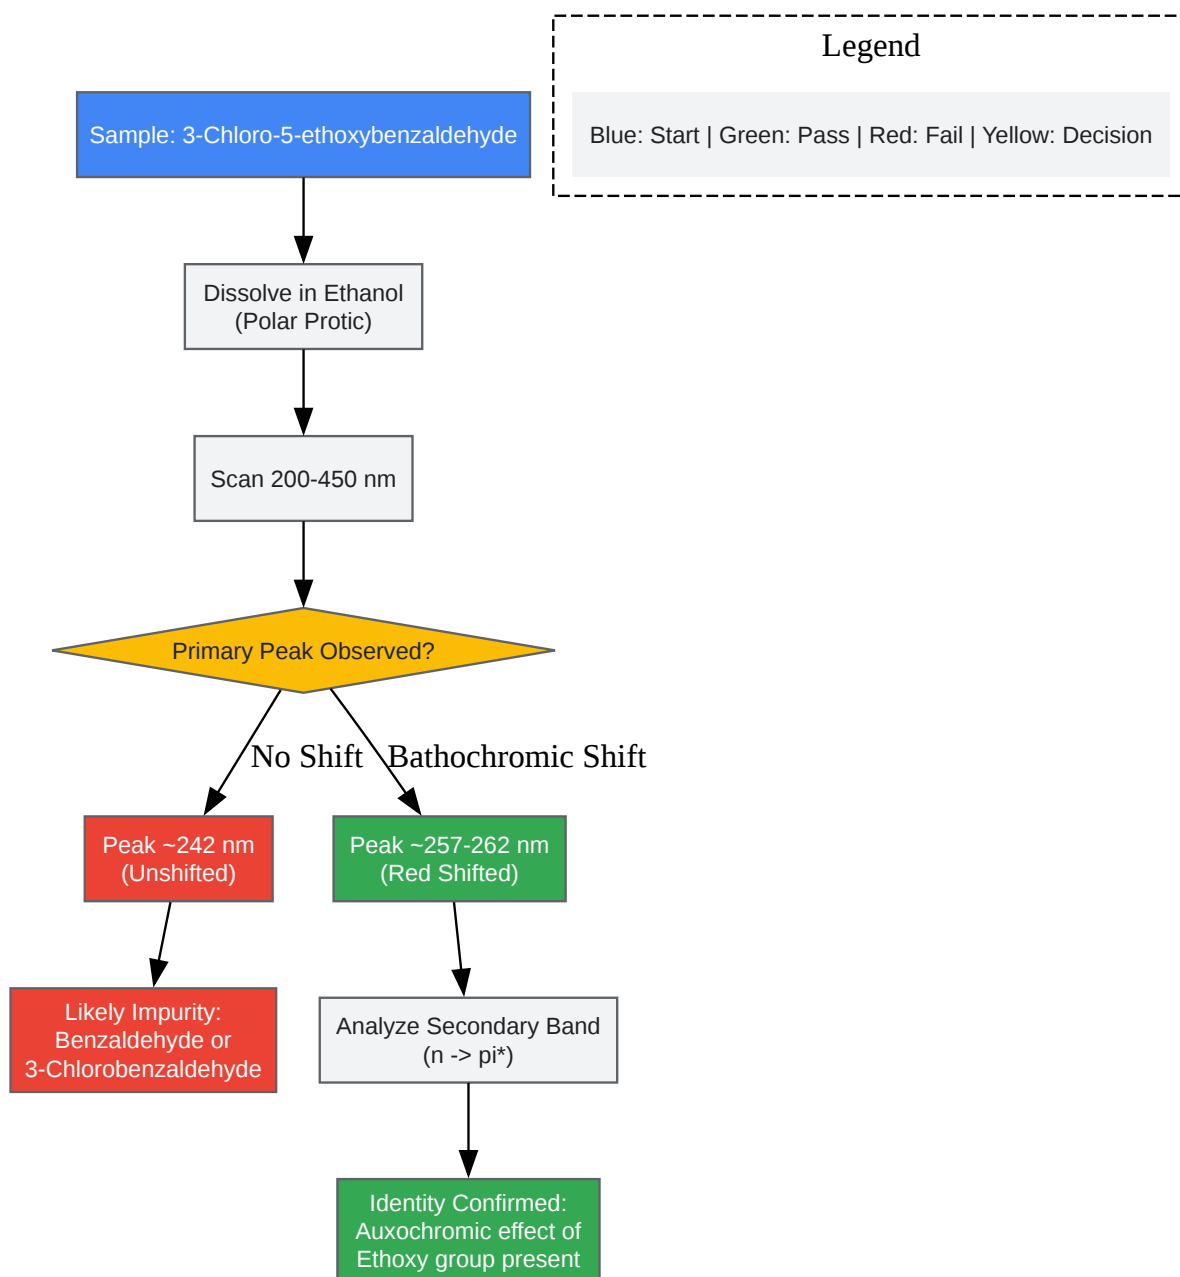 Legend
Blue: Start | Green: Pass | Red: Fail | Yellow: Decision
Sample: 3-Chloro-5-ethoxybenzaldehyde
Dissolve in Ethanol
(Polar Protic)
Scan 200-450 nm
Primary Peak Observed?
No Shift
Bathochromic Shift
Peak ~242 nm
(Unshifted)
Peak ~257-262 nm
(Red Shifted)
Likely Impurity:
Benzaldehyde or
3-Chlorobenzaldehyde
Analyze Secondary Band
(n -> pi*)
Identity Confirmed:
Auxochromic effect of
Ethoxy group present